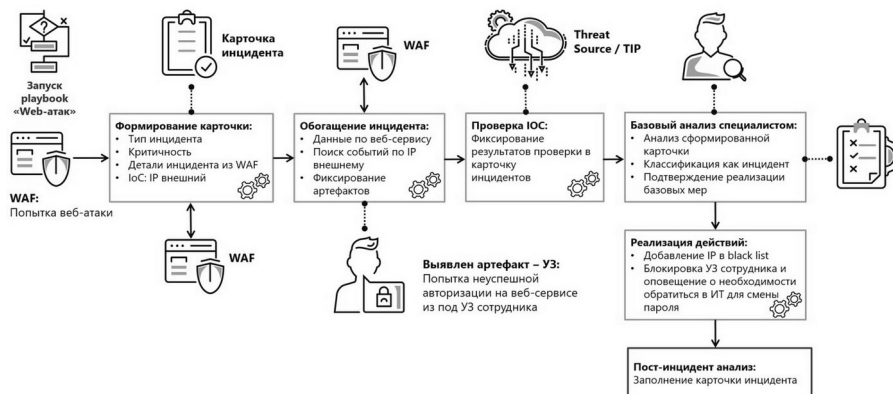 Запуск
playbook
«Web-атак»
Карточка
инцидента
WAF
Threat
Source / TIP
WAF:
Попытка веб-атаки
Формирование карточки:
• Тип инцидента
• Критичность
• Детали инцидента из WAF
• IoC: IP внешний
WAF
Обогащение инцидента:
• Данные по веб-сервису
• Поиск событий по IP
внешнему
• Фиксирование
артефактов
Выявлен артефакт – УЗ:
Попытка неуспешной
авторизации на веб-сервисе
из под УЗ сотрудника
Проверка IOC:
Фиксирование
результатов проверки в
карточку
инцидентов
Базовый анализ специалистом:
• Анализ сформированной
карточки
• Классификация как инцидент
• Подтверждение реализации
базовых мер
Реализация действий:
• Добавление IP в black list
• Блокировка УЗ сотрудника и
оповещение о необходимости
обратиться в ИТ для смены
пароля
Пост-инцидент анализ:
Заполнение карточки инцидента